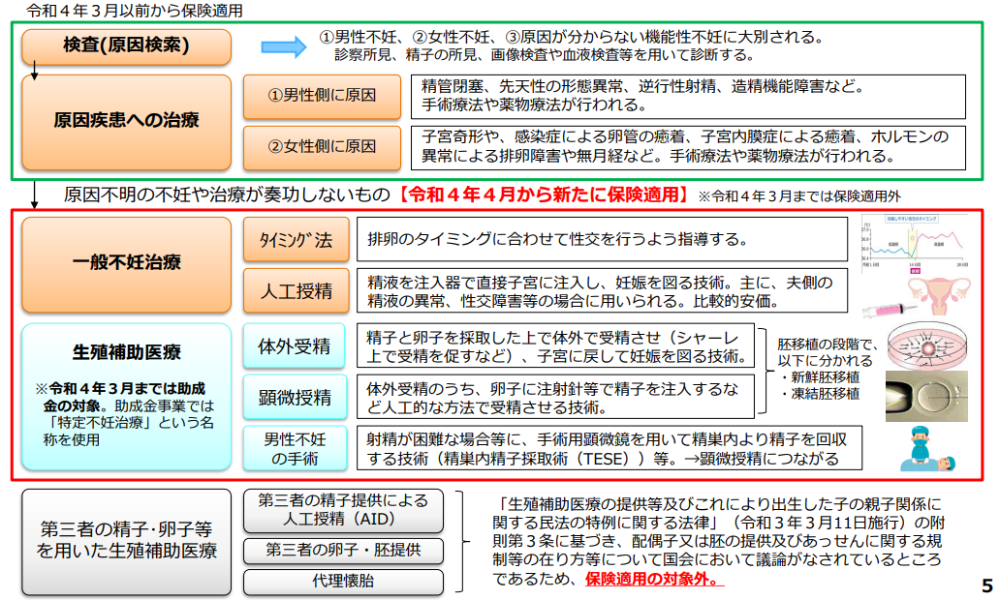 令和４年３月以前から保険適用
検査(原因検索)
①男性不妊、②女性不妊、③原因が分からない機能性不妊に大別される。
診察所見、精子の所見、画像検査や血液検査等を用いて診断する。
原因疾患への治療
①男性側に原因
精管閉塞、先天性の形態異常、逆行性射精、造精機能障害など。
手術療法や薬物療法が行われる。
②女性側に原因
子宮奇形や、感染症による卵管の癒着、子宮内膜症による癒着、ホルモンの
異常による排卵障害や無月経など。手術療法や薬物療法が行われる。
原因不明の不妊や治療が奏功しないもの【令和４年４月から新たに保険適用】※令和４年３月までは保険適用外
一般不妊治療
ﾀｲﾐﾝｸﾞ法
排卵のタイミングに合わせて性交を行うよう指導する。
人工授精
精液を注入器で直接子宮に注入し、妊娠を図る技術。主に、夫側の
精液の異常、性交障害等の場合に用いられる。比較的安価。
生殖補助医療
※令和４年３月までは助成
金の対象。助成金事業では
「特定不妊治療」という名
称を使用
体外受精
精子と卵子を採取した上で体外で受精させ（シャーレ
上で受精を促すなど）、子宮に戻して妊娠を図る技術。
顕微授精
体外受精のうち、卵子に注射針等で精子を注入するな
ど人工的な方法で受精させる技術。
胚移植の段階で、
以下に分かれる
・新鮮胚移植
・凍結胚移植
男性不妊
の手術
射精が困難な場合等に、手術用顕微鏡を用いて精巣内より精子を回収
する技術（精巣内精子採取術（TESE））等。→顕微授精につながる
第三者の精子･卵子等
を用いた生殖補助医療
第三者の精子提供による
人工授精（AID）
第三者の卵子・胚提供
代理懐胎
「生殖補助医療の提供等及びこれにより出生した子の親子関係に
関する民法の特例に関する法律」（令和３年３月11日施行）の附
則第３条に基づき、配偶子又は胚の提供及びあっせんに関する規
制等の在り方等について国会において議論がなされているところ
であるため、保険適用の対象外。
5